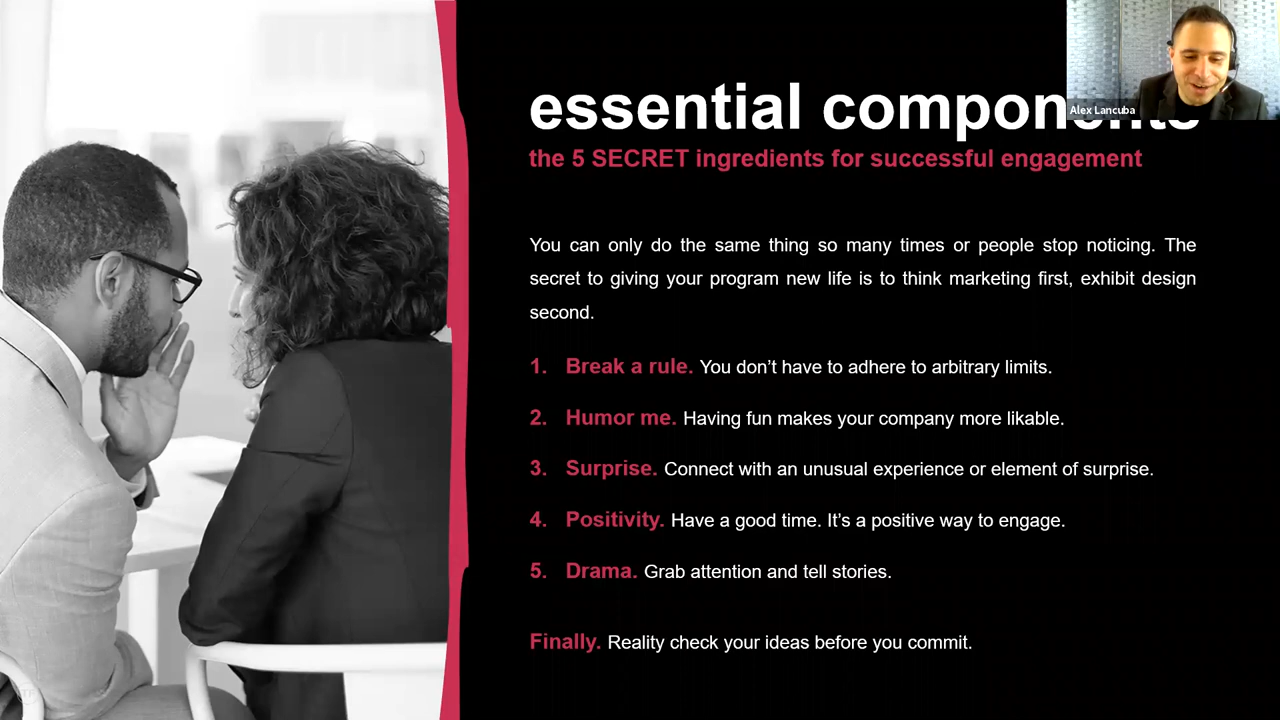 essential components
Alex Lancuba
the 5 SECRET ingredients for successful engagement
You can only do the same thing so many times or people stop noticing. The
secret to giving your program new life is to think marketing first, exhibit design
second.
1. Break a rule. You don’t have to adhere to arbitrary limits.
2. Humor me. Having fun makes your company more likable.
3. Surprise. Connect with an unusual experience or element of surprise.
4. Positivity. Have a good time. It’s a positive way to engage.
5. Drama. Grab attention and tell stories.
Finally. Reality check your ideas before you commit.